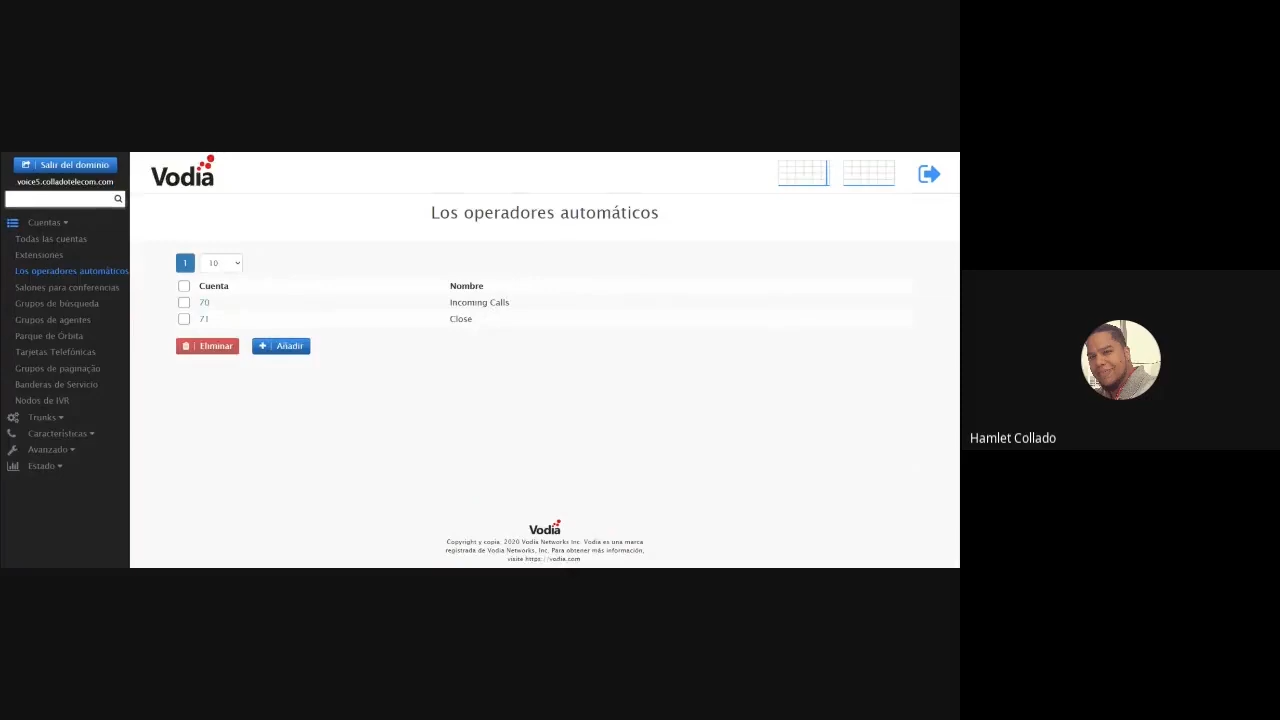 Salir del dominio
voice5.colladotelecom.com
Cuentas
Todas las cuentas
Extensiones
Los operadores automáticos
Salones para conferencias
Grupos de búsqueda
Grupos de agentes
Parque de Órbita
Tarjetas Telefónicas
Grupos de paginação
Banderas de Servicio
Nodos de IVR
Trunks
Características
Avanzado
Estado
Vodia
Los operadores automáticos
1 10
Cuenta Nombre
70 Incoming Calls
71 Close
Eliminar Añadir
Vodia
Copyright y copia; 2020 Vodia Networks Inc. Vodia es una marca
registrada de Vodia Networks, Inc. Para obtener más información,
visite https://vodia.com
Hamlet Collado